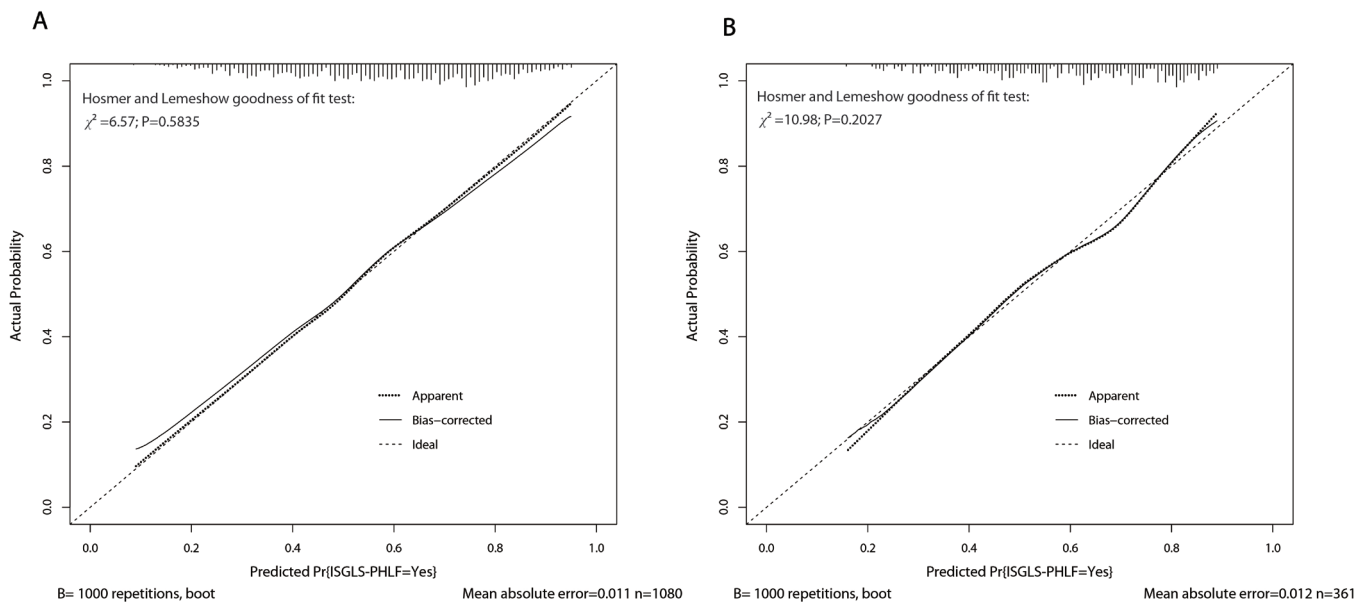 A
Hosmer and Lemeshow goodness of fit test:
χ² =6.57; P=0.5835
Actual Probability
1.0
0.8
0.6
0.4
0.2
0.0
Apparent
Bias-corrected
Ideal
0.0 0.2 0.4 0.6 0.8 1.0
Predicted Pr{ISGLS-PHLF=Yes}
B= 1000 repetitions, boot
Mean absolute error=0.011 n=1080
B
Hosmer and Lemeshow goodness of fit test:
χ² =10.98; P=0.2027
Actual Probability
1.0
0.8
0.6
0.4
0.2
0.0
Apparent
Bias-corrected
Ideal
0.0 0.2 0.4 0.6 0.8 1.0
Predicted Pr{ISGLS-PHLF=Yes}
B= 1000 repetitions, boot
Mean absolute error=0.012 n=361